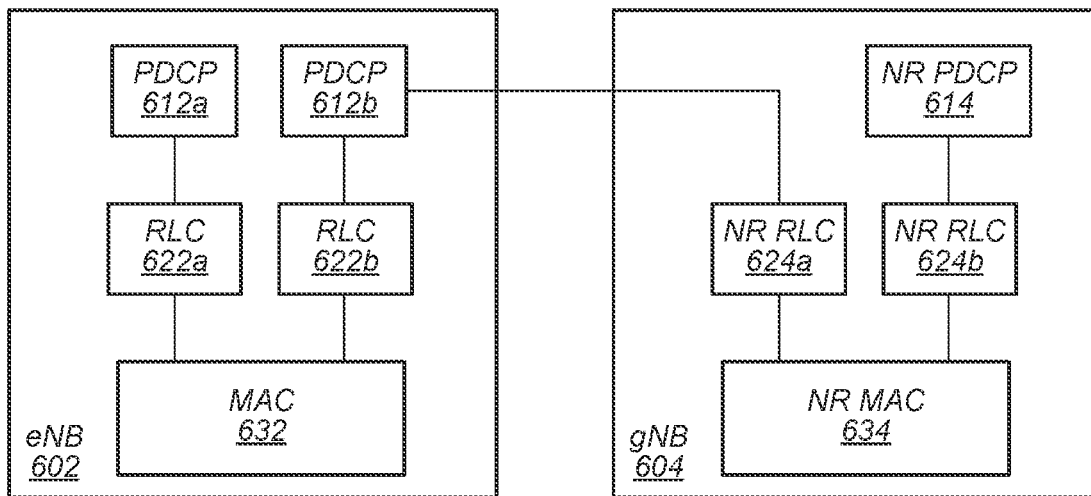 PDCP
612a
PDCP
612b
NR PDCP
614
RLC
622a
RLC
622b
NR RLC
624a
NR RLC
624b
MAC
632
NR MAC
634
eNB
602
gNB
604